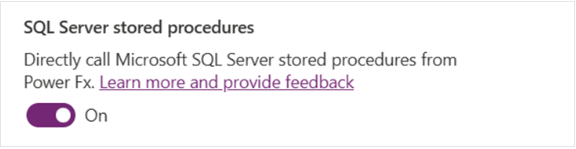 SQL Server stored procedures
Directly call Microsoft SQL Server stored procedures from
Power Fx. Learn more and provide feedback
On